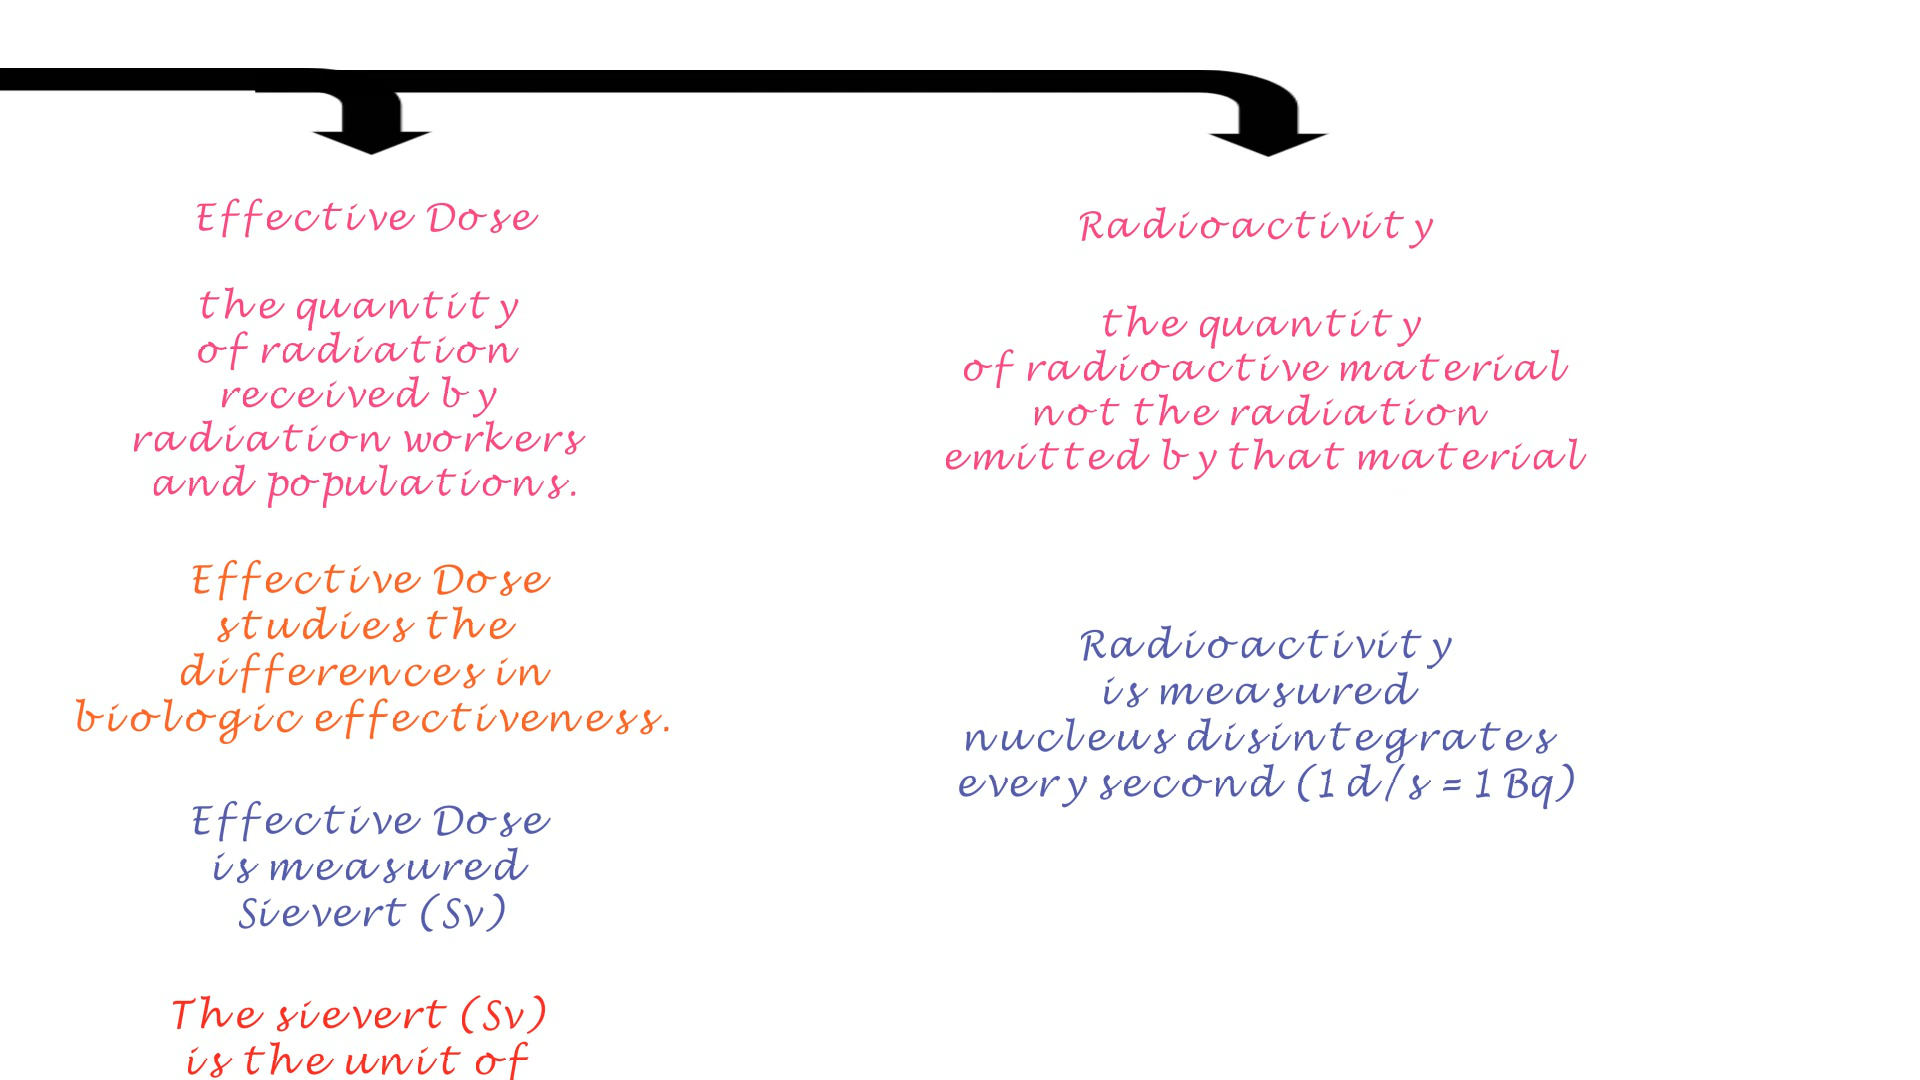 Effective Dose
the quantity
of radiation
received by
radiation workers
and populations.
Effective Dose
studies the
differences in
biologic effectiveness.
Effective Dose
is measured
Sievert (Sv)
The sievert (Sv)
is the unit of
Radioactivity
the quantity
of radioactive material
not the radiation
emitted by that material
Radioactivity
is measured
nucleus disintegrates
every second (1 d/s = 1 Bq)